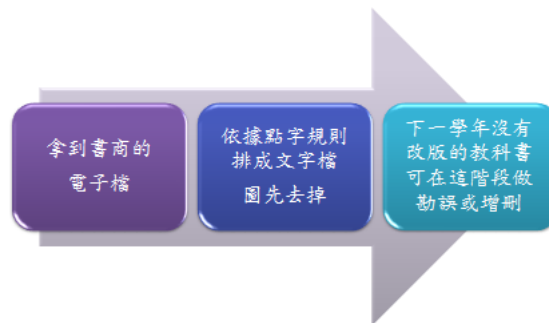 拿到書商的
電子檔
依據點字規則
排成文字檔
圖先去掉
下一學年沒有
改版的教科書
可在這階段做
勘誤或增刪